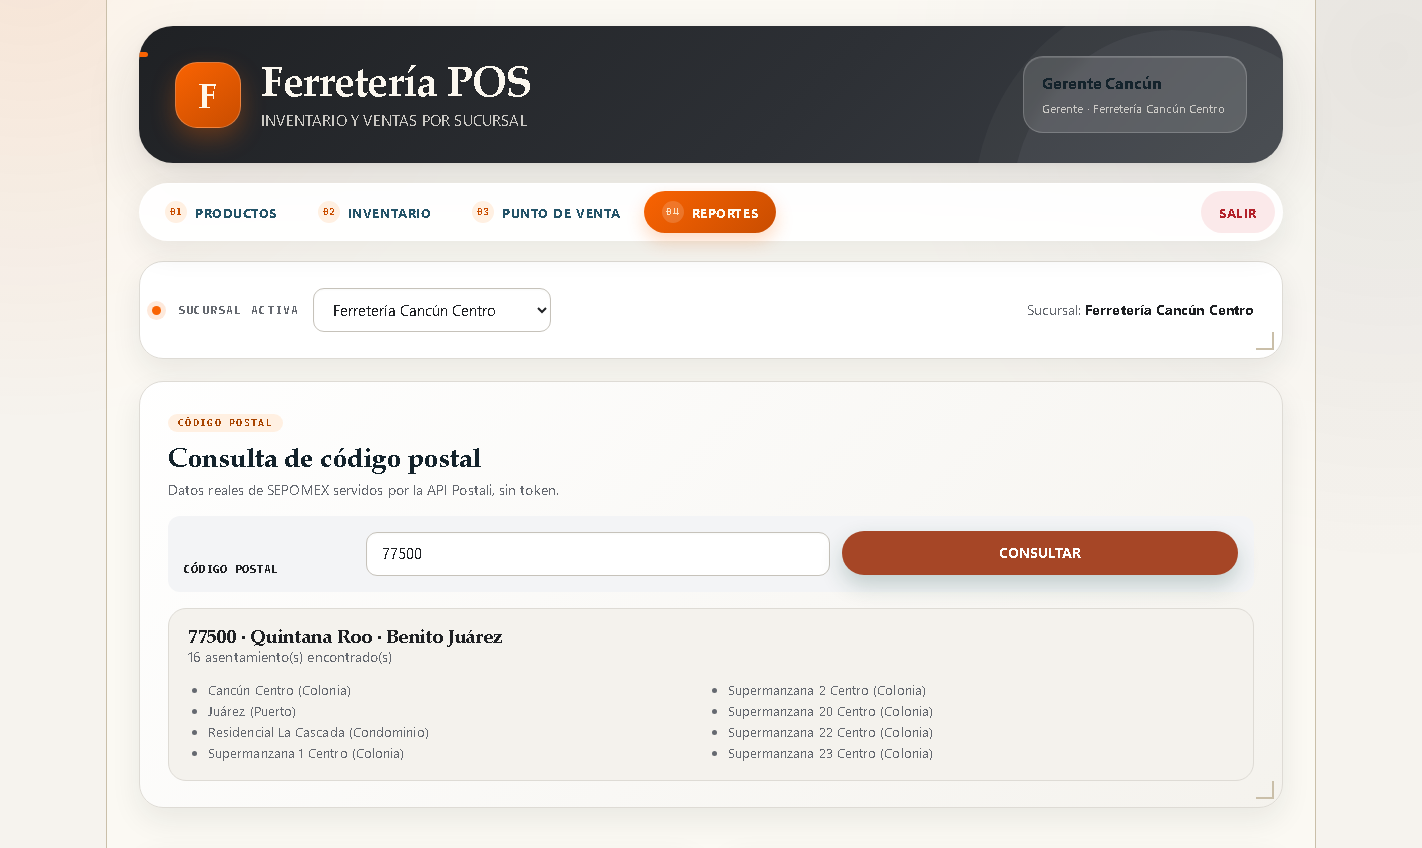 F
Ferretería POS
INVENTARIO Y VENTAS POR SUCURSAL
Gerente Cancún
Gerente · Ferretería Cancún Centro
01 PRODUCTOS
02 INVENTARIO
03 PUNTO DE VENTA
04 REPORTES
SALIR
SUCURSAL ACTIVA
Ferretería Cancún Centro
Sucursal: Ferretería Cancún Centro
CÓDIGO POSTAL
Consulta de código postal
Datos reales de SEPOMEX servidos por la API Postali, sin token.
CÓDIGO POSTAL
77500
CONSULTAR
77500 · Quintana Roo · Benito Juárez
16 asentamiento(s) encontrado(s)
Cancún Centro (Colonia)
Juárez (Puerto)
Residencial La Cascada (Condominio)
Supermanzana 1 Centro (Colonia)
Supermanzana 2 Centro (Colonia)
Supermanzana 20 Centro (Colonia)
Supermanzana 22 Centro (Colonia)
Supermanzana 23 Centro (Colonia)